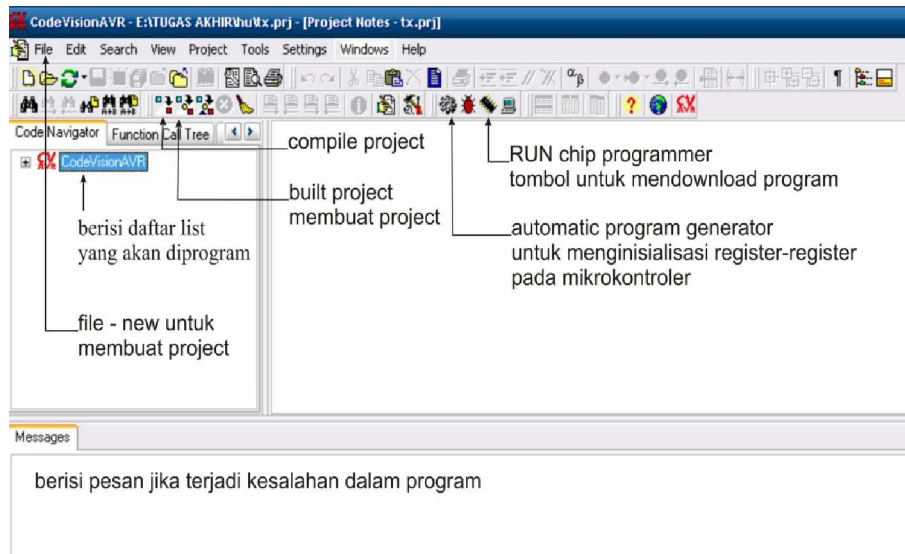 CodeVisionAVR - E:\TUGAS AKHIR\hu\tx.prj - [Project Notes - tx.prj]
File Edit Search View Project Tools Settings Windows Help
Code Navigator Function Call Tree
CodeVisionAVR
compile project
RUN chip programmer
tombol untuk mendownload program
built project
membuat project
berisi daftar list
yang akan diprogram
automatic program generator
untuk menginisialisasi register-register
pada mikrokontroler
file - new untuk
membuat project
Messages
berisi pesan jika terjadi kesalahan dalam program